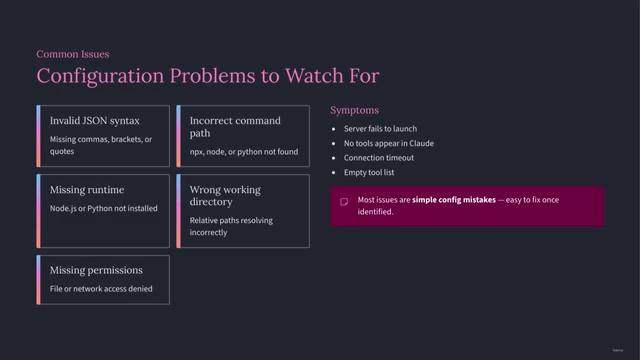 Common Issues
Configuration Problems to Watch For
Invalid JSON syntax
Missing commas, brackets, or
quotes
Incorrect command
path
npx, node, or python not found
Missing runtime
Node.js or Python not installed
Wrong working
directory
Relative paths resolving
incorrectly
Missing permissions
File or network access denied
Symptoms
• Server fails to launch
• No tools appear in Claude
• Connection timeout
• Empty tool list
Most issues are simple config mistakes — easy to fix once
identified.